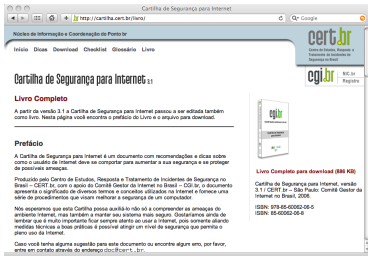 Cartilha de Segurança para Internet
http://cartilha.cert.br/livro/
Google
Núcleo de Informação e Coordenação do Ponto br
cert.br
Centro de Estudos, Resposta e
Tratamento de Incidentes de
Segurança no Brasil
Início Dicas Download Checklist Glossário Livro
cgi.br
NIC.br
Registro
Cartilha de Segurança para Internet 3.1
Livro Completo
A partir da versão 3.1 a Cartilha de Segurança para Internet passou a ser editada também
como livro. Nesta página você encontra o prefácio do Livro e o arquivo para download.
Prefácio
A Cartilha de Segurança para Internet é um documento com recomendações e dicas sobre
como o usuário de Internet deve se comportar para aumentar a sua segurança e se proteger
de possíveis ameaças.
Produzido pelo Centro de Estudos, Resposta e Tratamento de Incidentes de Segurança no
Brasil – CERT.br, com o apoio do Comitê Gestor da Internet no Brasil – CGI.br, o documento
apresenta o significado de diversos termos e conceitos utilizados na Internet e fornece uma
série de procedimentos que visam melhorar a segurança de um computador.
Nós esperamos que esta Cartilha possa auxiliá-lo não só a compreender as ameaças do
ambiente Internet, mas também a manter seu sistema mais seguro. Gostaríamos ainda de
lembrar que é muito importante ficar sempre atento ao usar a Internet, pois somente aliando
medidas técnicas a boas práticas é possível atingir um nível de segurança que permita o
pleno uso da Internet.
Caso você tenha alguma sugestão para este documento ou encontre algum erro, por favor,
entre em contato através do endereço doc@cert.br.
Livro Completo para download (886 KB)
Cartilha de Segurança para Internet, versão
3.1 / CERT.br – São Paulo: Comitê Gestor da
Internet no Brasil, 2006.
ISBN: 978-85-60062-06-5
ISBN: 85-60062-06-8